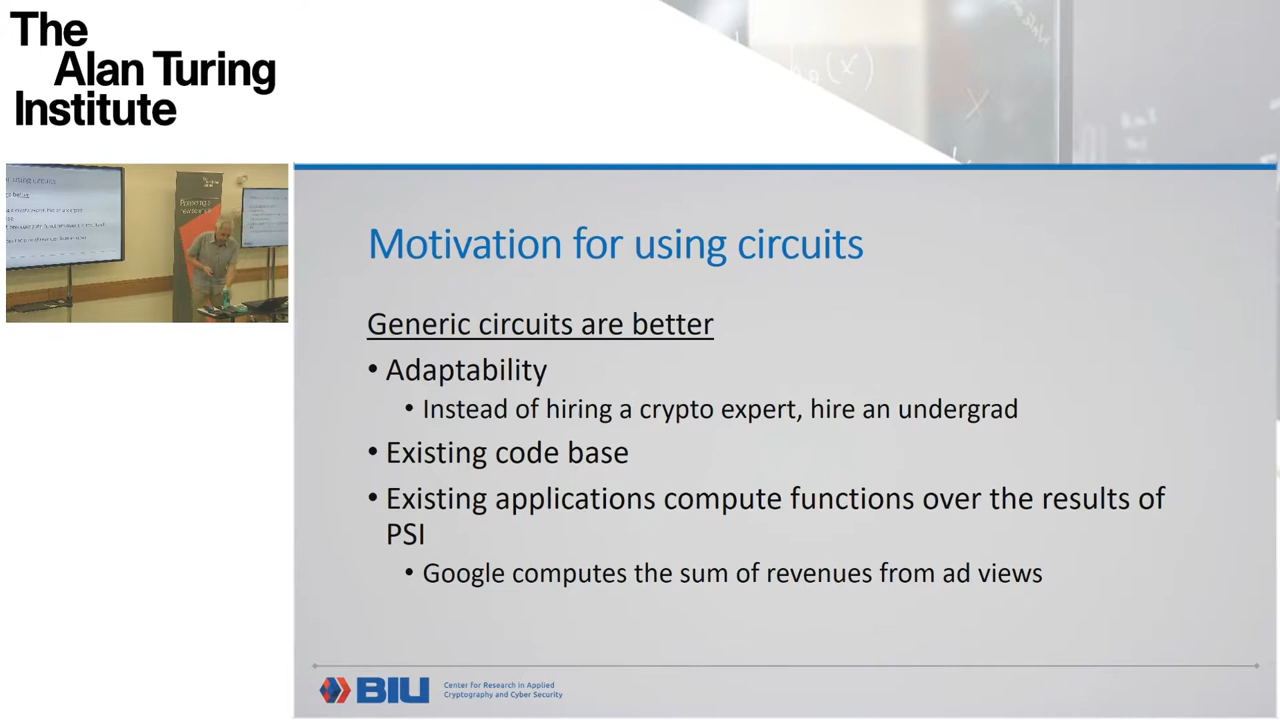 The
Alan Turing
Institute
Motivation for using circuits
Generic circuits are better
• Adaptability
• Instead of hiring a crypto expert, hire an undergrad
• Existing code base
• Existing applications compute functions over the results of
PSI
• Google computes the sum of revenues from ad views
BIU
Center for Research in Applied
Cryptography and Cyber Security